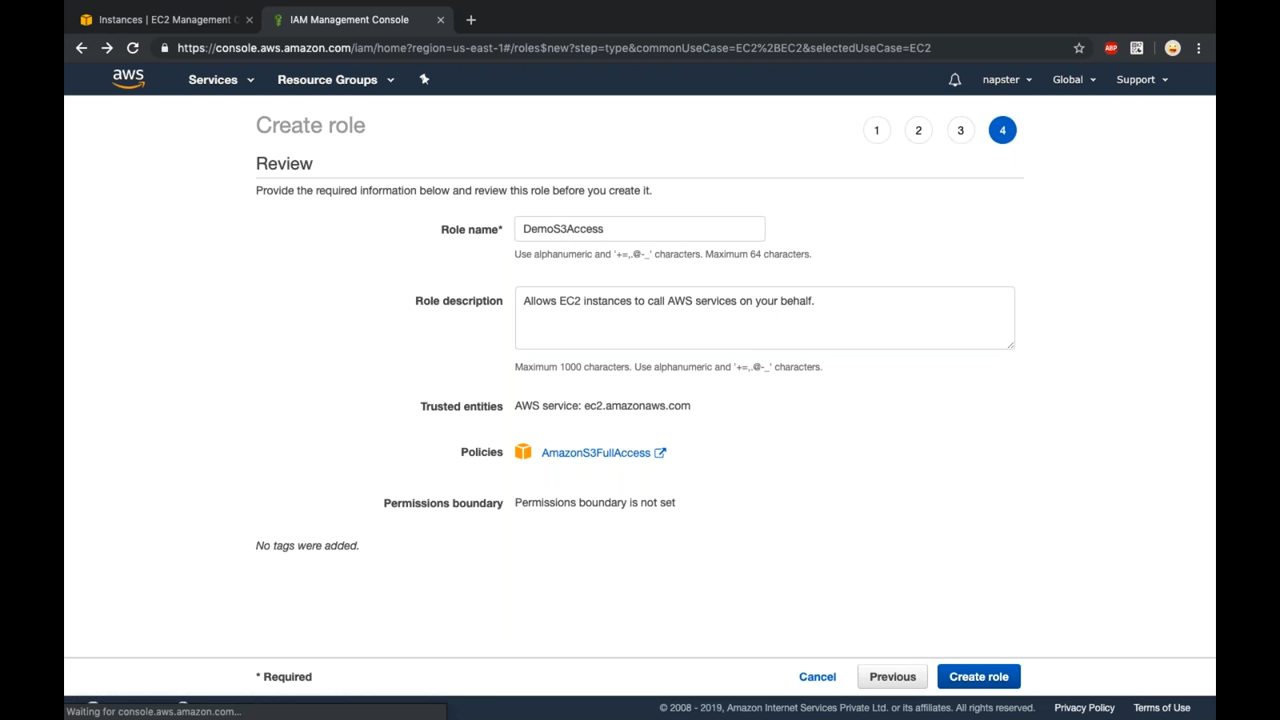 Instances | EC2 Management C
IAM Management Console
https://console.aws.amazon.com/iam/home?region=us-east-1#/roles$new?step=type&commonUseCase=EC2%2BEC2&selectedUseCase=EC2
ABP
aws Services Resource Groups napster Global Support
Create role 1 2 3 4
Review
Provide the required information below and review this role before you create it.
Role name* DemoS3Access
Use alphanumeric and '+=,.@-_' characters. Maximum 64 characters.
Role description Allows EC2 instances to call AWS services on your behalf.
Maximum 1000 characters. Use alphanumeric and '+=,.@-_' characters.
Trusted entities AWS service: ec2.amazonaws.com
Policies AmazonS3FullAccess
Permissions boundary Permissions boundary is not set
No tags were added.
* Required Cancel Previous Create role
Waiting for console.aws.amazon.com...
© 2008 - 2019, Amazon Internet Services Private Ltd. or its affiliates. All rights reserved. Privacy Policy Terms of Use